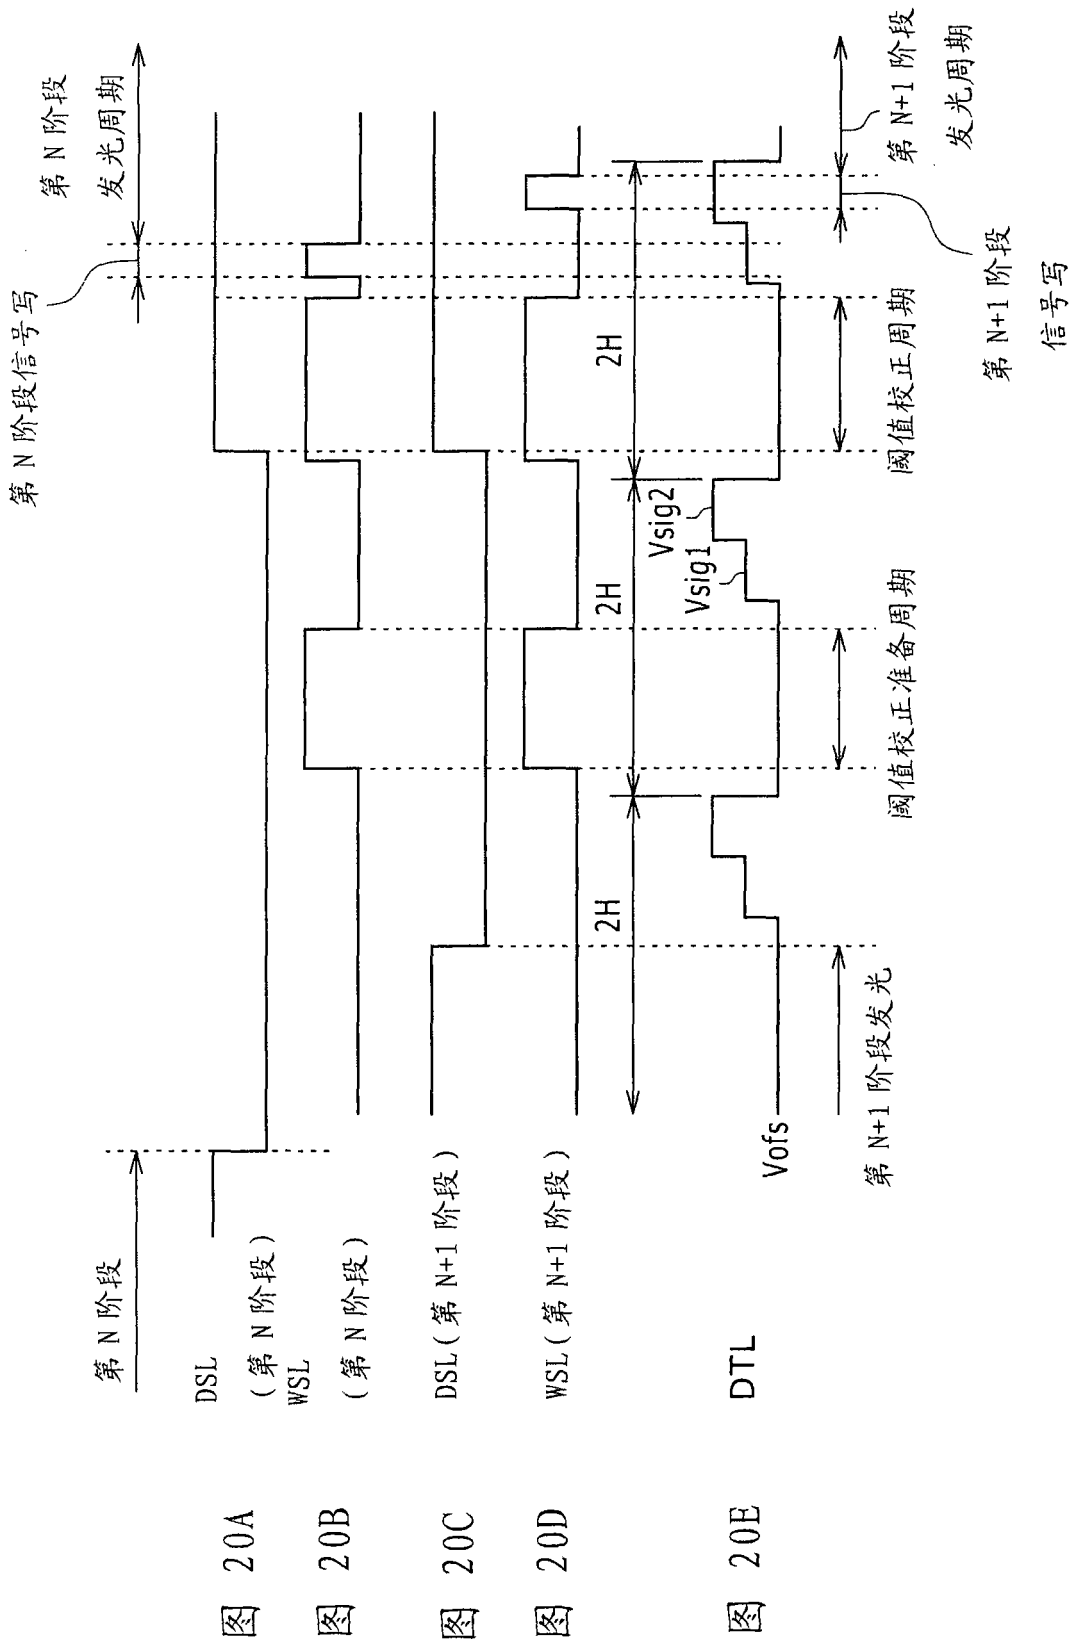 第 N 阶段
第 N 阶段信号写
第 N 阶段
发光周期
图 20A
DSL
(第 N 阶段)
图 20B
WSL
(第 N 阶段)
图 20C
DSL(第 N+1 阶段)
图 20D
WSL(第 N+1 阶段)
2H
2H
2H
图 20E
DTL
Vofs
Vsig1
Vsig2
第 N+1 阶段发光
阈值校正准备周期
阈值校正周期
第 N+1 阶段
信号写
第 N+1 阶段
发光周期